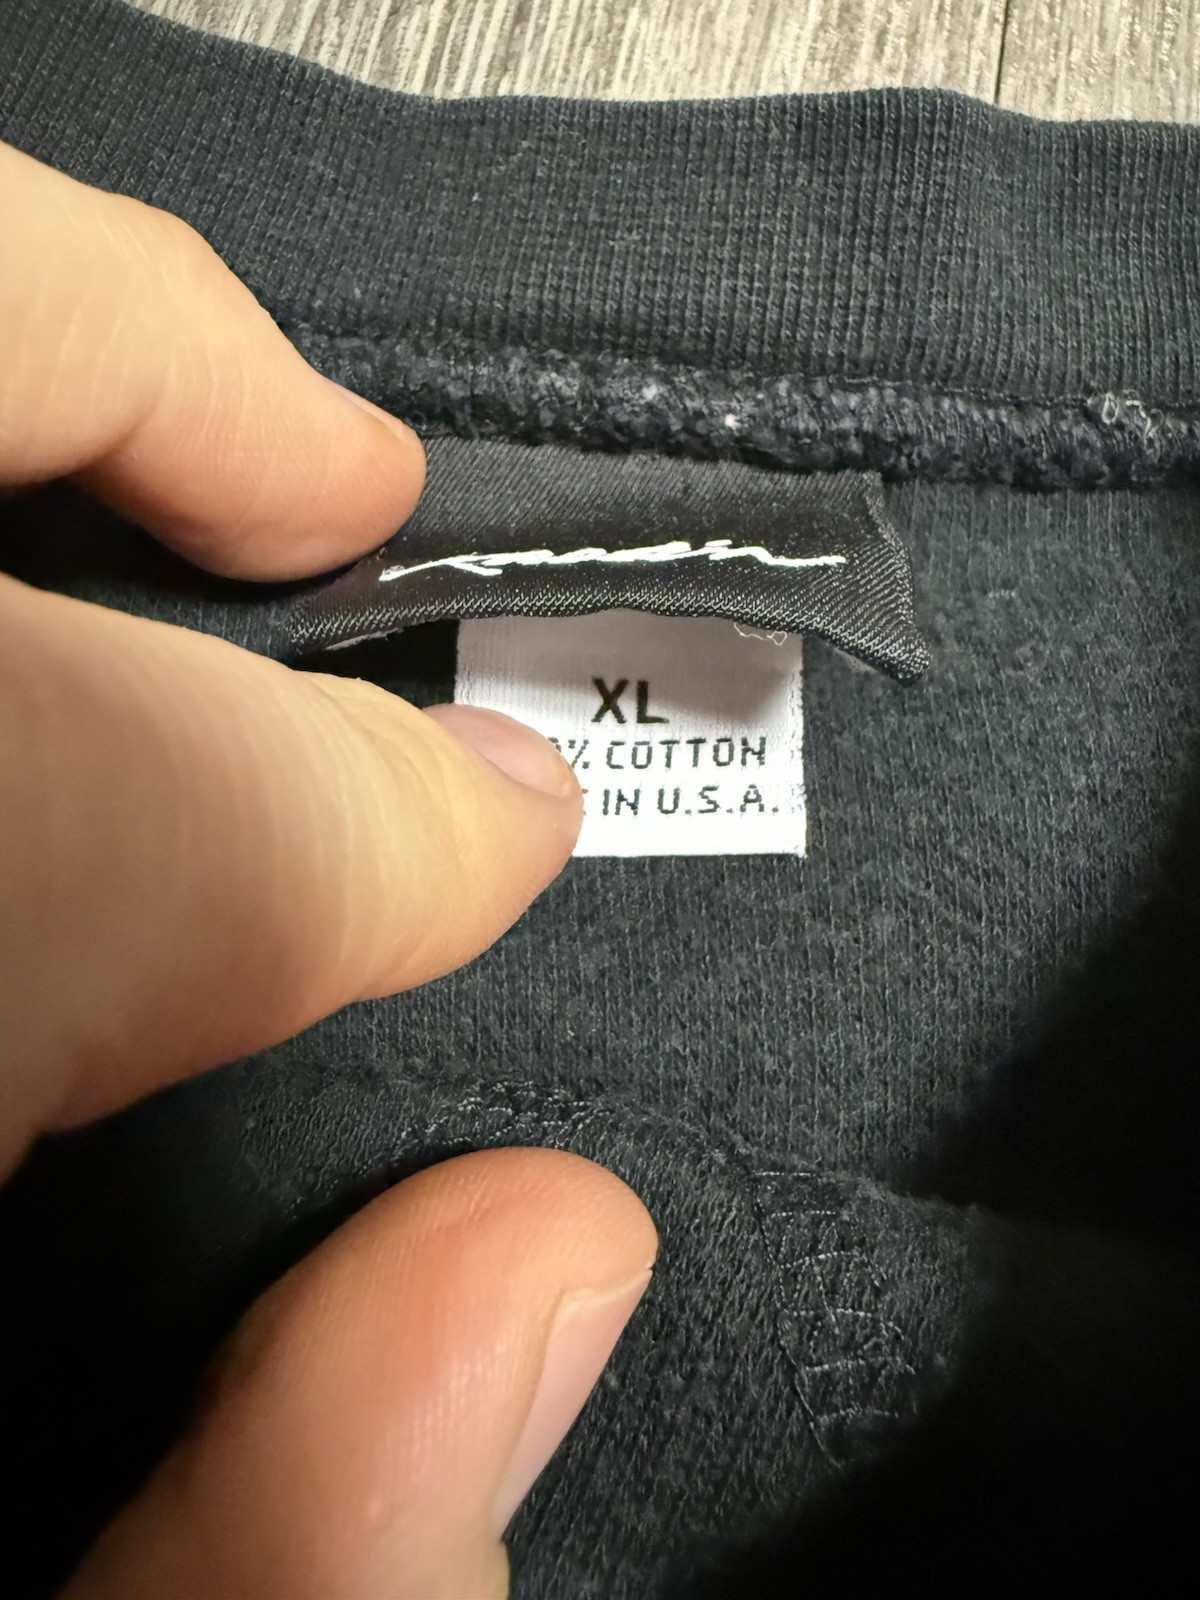 XL
% COTTON
IN U.S.A.